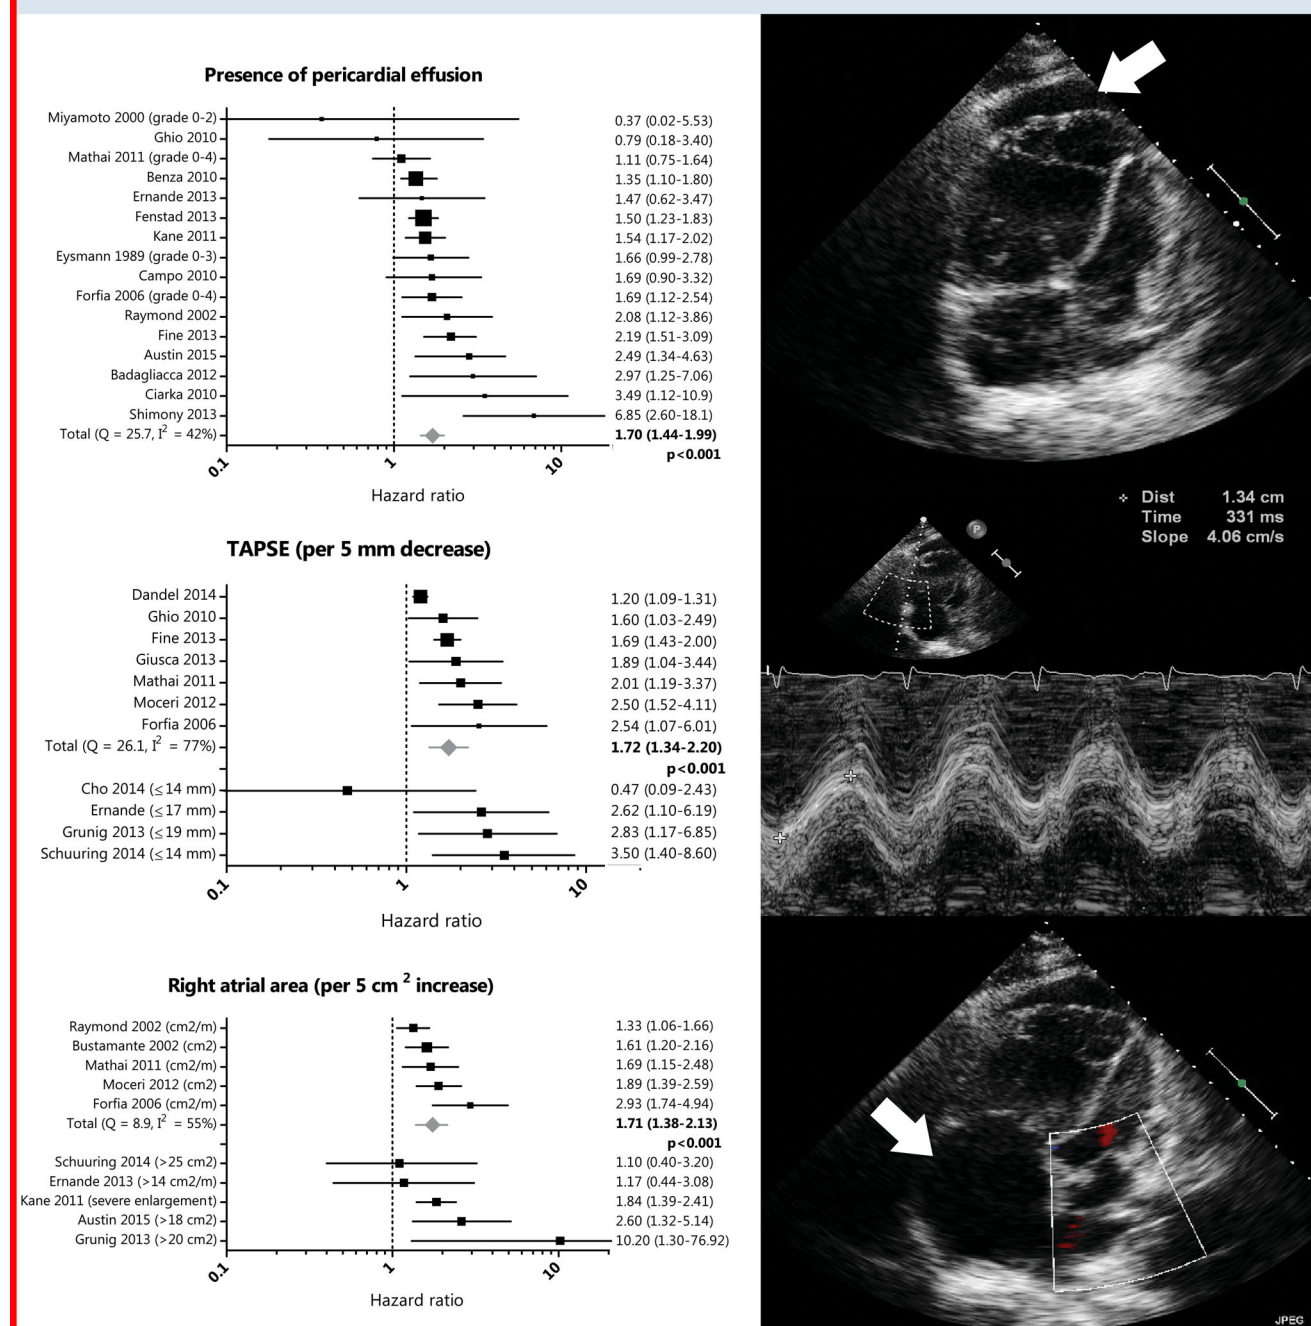 Presence of pericardial effusion
Miyamoto 2000 (grade 0-2) 0.37 (0.02-5.53)
Ghio 2010 0.79 (0.18-3.40)
Mathai 2011 (grade 0-4) 1.11 (0.75-1.64)
Benza 2010 1.35 (1.10-1.80)
Ernande 2013 1.47 (0.62-3.47)
Fenstad 2013 1.50 (1.23-1.83)
Kane 2011 1.54 (1.17-2.02)
Eysmann 1989 (grade 0-3) 1.66 (0.99-2.78)
Campo 2010 1.69 (0.90-3.32)
Forfia 2006 (grade 0-4) 1.69 (1.12-2.54)
Raymond 2002 2.08 (1.12-3.86)
Fine 2013 2.19 (1.51-3.09)
Austin 2015 2.49 (1.34-4.63)
Badagliacca 2012 2.97 (1.25-7.06)
Ciarka 2010 3.49 (1.12-10.9)
Shimony 2013 6.85 (2.60-18.1)
Total (Q = 25.7, I² = 42%) 1.70 (1.44-1.99)
p<0.001
0.1 1 10
Hazard ratio
TAPSE (per 5 mm decrease)
Dandel 2014 1.20 (1.09-1.31)
Ghio 2010 1.60 (1.03-2.49)
Fine 2013 1.69 (1.43-2.00)
Giusca 2013 1.89 (1.04-3.44)
Mathai 2011 2.01 (1.19-3.37)
Moceri 2012 2.50 (1.52-4.11)
Forfia 2006 2.54 (1.07-6.01)
Total (Q = 26.1, I² = 77%) 1.72 (1.34-2.20)
p<0.001
Cho 2014 (≤14 mm) 0.47 (0.09-2.43)
Ernande (≤17 mm) 2.62 (1.10-6.19)
Grunig 2013 (≤19 mm) 2.83 (1.17-6.85)
Schuuring 2014 (≤14 mm) 3.50 (1.40-8.60)
0.1 1 10
Hazard ratio
Right atrial area (per 5 cm² increase)
Raymond 2002 (cm2/m) 1.33 (1.06-1.66)
Bustamante 2002 (cm2) 1.61 (1.20-2.16)
Mathai 2011 (cm2/m) 1.69 (1.15-2.48)
Moceri 2012 (cm2) 1.89 (1.39-2.59)
Forfia 2006 (cm2/m) 2.93 (1.74-4.94)
Total (Q = 8.9, I² = 55%) 1.71 (1.38-2.13)
p<0.001
Schuuring 2014 (>25 cm2) 1.10 (0.40-3.20)
Ernande 2013 (>14 cm2/m) 1.17 (0.44-3.08)
Kane 2011 (severe enlargement) 1.84 (1.39-2.41)
Austin 2015 (>18 cm2) 2.60 (1.32-5.14)
Grunig 2013 (>20 cm2) 10.20 (1.30-76.92)
0.1 1 10
Hazard ratio
Dist 1.34 cm
Time 331 ms
Slope 4.06 cm/s
P
JPEG